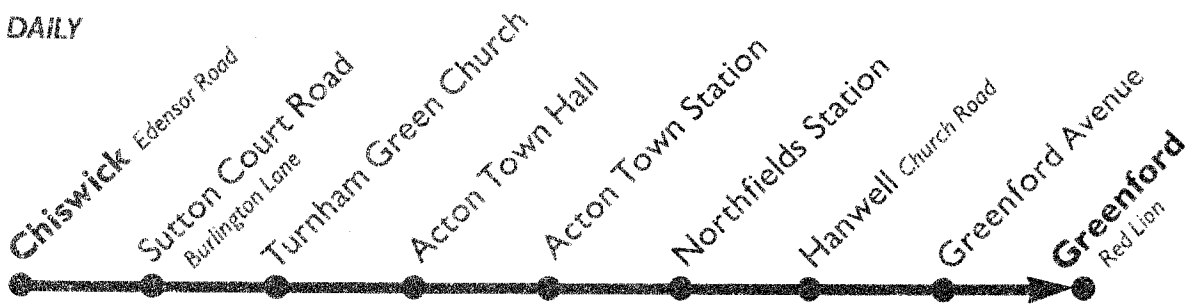 DAILY
Chiswick Edensor Road
Sutton Court Road
Burlington Lane
Turnham Green Church
Acton Town Hall
Acton Town Station
Northfields Station
Hanwell Church Road
Greenford Avenue
Greenford
Red Lion